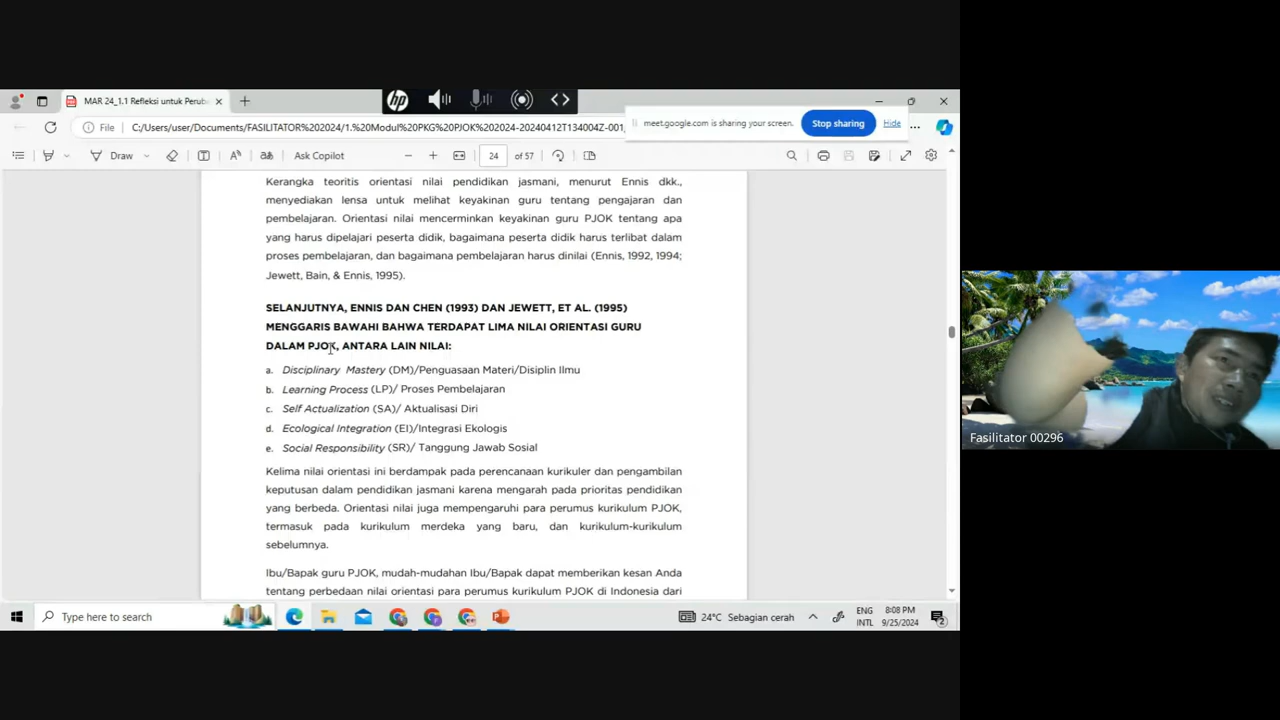 MAR 24_1.1 Refleksi untuk Peruba
hp
meet.google.com is sharing your screen.
Stop sharing
Hide
File
C:/Users/user/Documents/FASILITATOR%202024/1.%20Modul%20PKG%20PJOK%202024-20240412T134004Z-001
Draw
Ask Copilot
24
of 57
Kerangka teoritis orientasi nilai pendidikan jasmani, menurut Ennis dkk.,
menyediakan lensa untuk melihat keyakinan guru tentang pengajaran dan
pembelajaran. Orientasi nilai mencerminkan keyakinan guru PJOK tentang apa
yang harus dipelajari peserta didik, bagaimana peserta didik harus terlibat dalam
proses pembelajaran, dan bagaimana pembelajaran harus dinilai (Ennis, 1992, 1994;
Jewett, Bain, & Ennis, 1995).
SELANJUTNYA, ENNIS DAN CHEN (1993) DAN JEWETT, ET AL. (1995)
MENGGARIS BAWAHI BAHWA TERDAPAT LIMA NILAI ORIENTASI GURU
DALAM PJOK, ANTARA LAIN NILAI:
a. Disciplinary Mastery (DM)/Penguasaan Materi/Disiplin Ilmu
b. Learning Process (LP)/ Proses Pembelajaran
c. Self Actualization (SA)/ Aktualisasi Diri
d. Ecological Integration (EI)/Integrasi Ekologis
e. Social Responsibility (SR)/ Tanggung Jawab Sosial
Kelima nilai orientasi ini berdampak pada perencanaan kurikuler dan pengambilan
keputusan dalam pendidikan jasmani karena mengarah pada prioritas pendidikan
yang berbeda. Orientasi nilai juga mempengaruhi para perumus kurikulum PJOK,
termasuk pada kurikulum merdeka yang baru, dan kurikulum-kurikulum
sebelumnya.
Ibu/Bapak guru PJOK, mudah-mudahan Ibu/Bapak dapat memberikan kesan Anda
tentang perbedaan nilai orientasi para perumus kurikulum PJOK di Indonesia dari
Fasilitator 00296
Type here to search
24°C Sebagian cerah
ENG
INTL
8:08 PM
9/25/2024
2